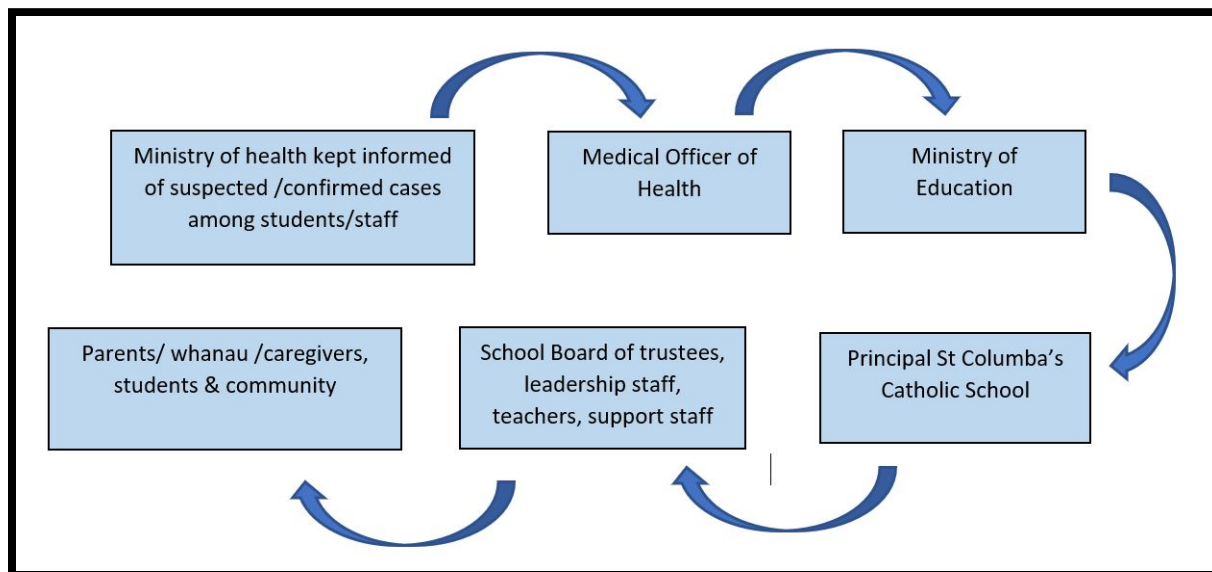 Ministry of health kept informed
of suspected /confirmed cases
among students/staff
Medical Officer of
Health
Ministry of
Education
Parents/ whanau /caregivers,
students & community
School Board of trustees,
leadership staff,
teachers, support staff
Principal St Columba’s
Catholic School